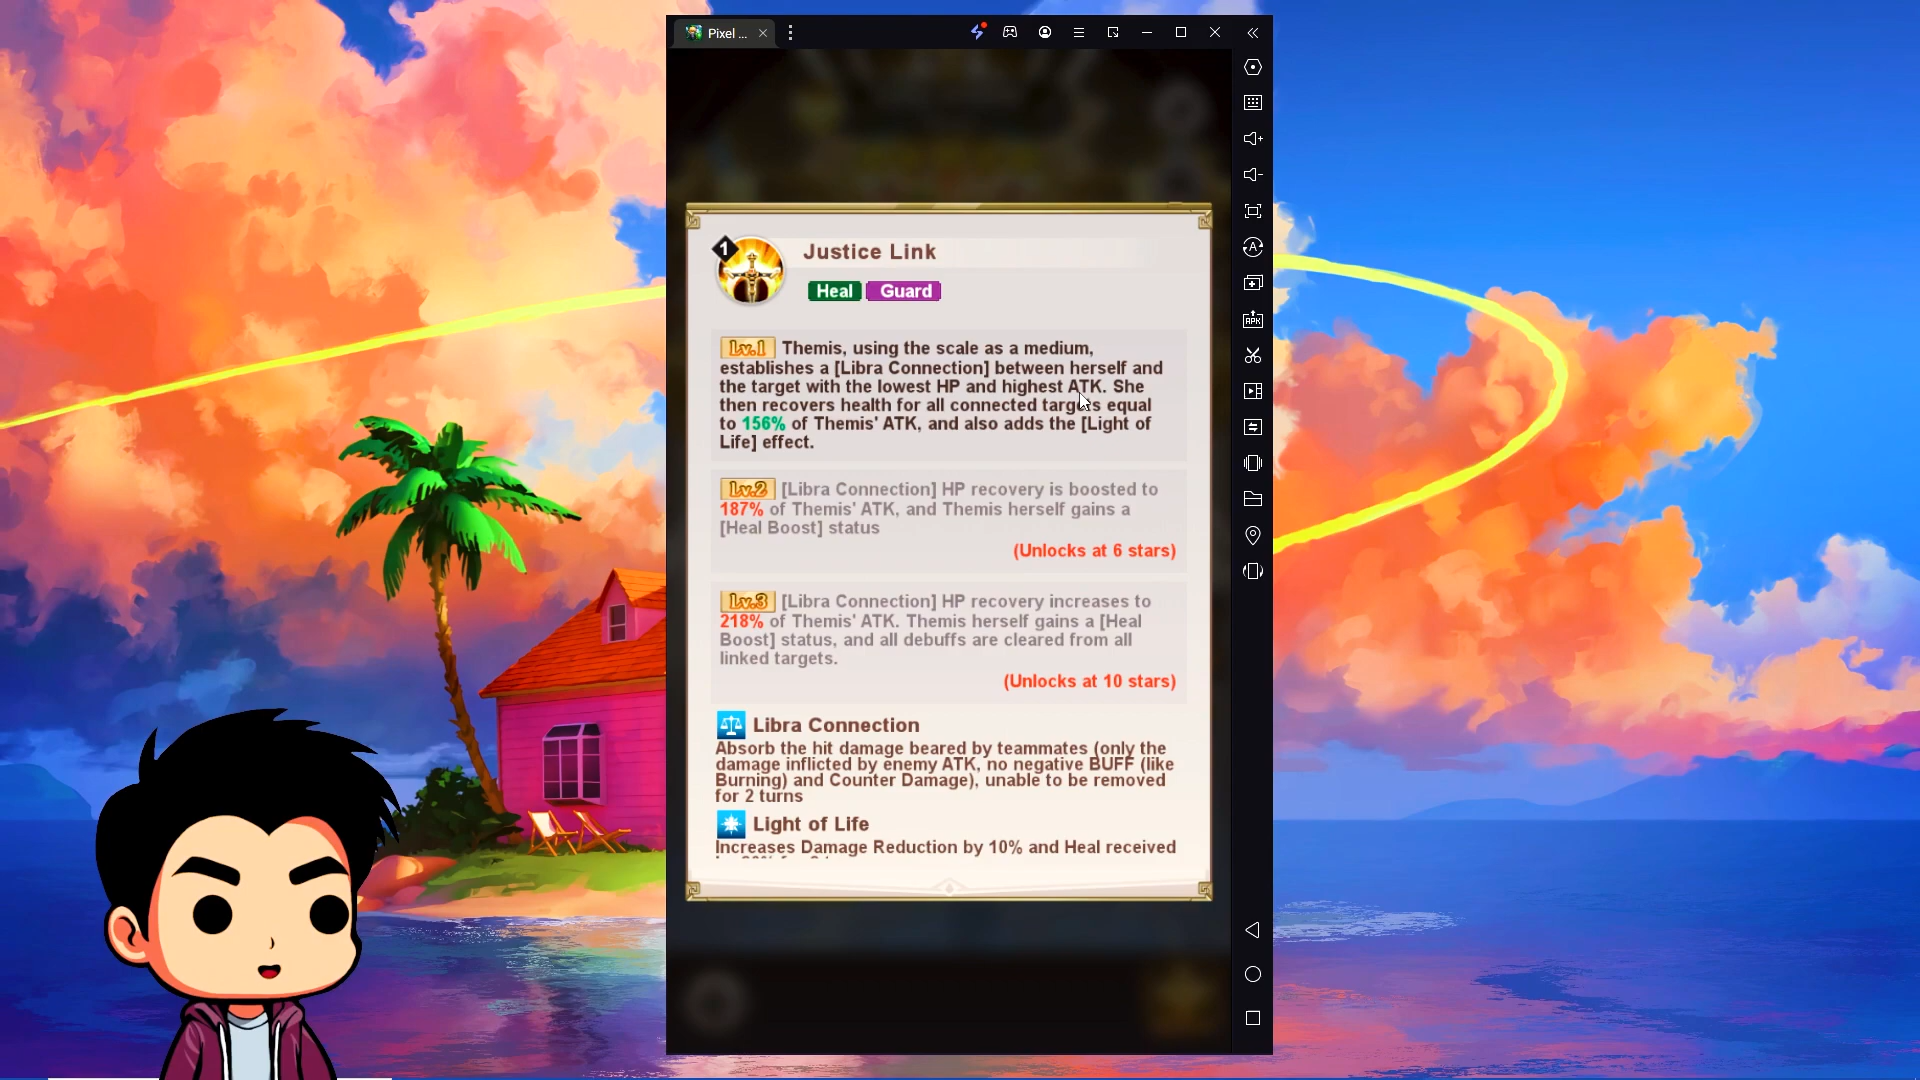 Pixel ...
1
Justice Link
Heal Guard
Lv.1 Themis, using the scale as a medium,
establishes a [Libra Connection] between herself and
the target with the lowest HP and highest ATK. She
then recovers health for all connected targets equal
to 156% of Themis' ATK, and also adds the [Light of
Life] effect.
Lv.2 [Libra Connection] HP recovery is boosted to
187% of Themis' ATK, and Themis herself gains a
[Heal Boost] status
(Unlocks at 6 stars)
Lv.3 [Libra Connection] HP recovery increases to
218% of Themis' ATK. Themis herself gains a [Heal
Boost] status, and all debuffs are cleared from all
linked targets.
(Unlocks at 10 stars)
Libra Connection
Absorb the hit damage beared by teammates (only the
damage inflicted by enemy ATK, no negative BUFF (like
Burning) and Counter Damage), unable to be removed
for 2 turns
Light of Life
Increases Damage Reduction by 10% and Heal received